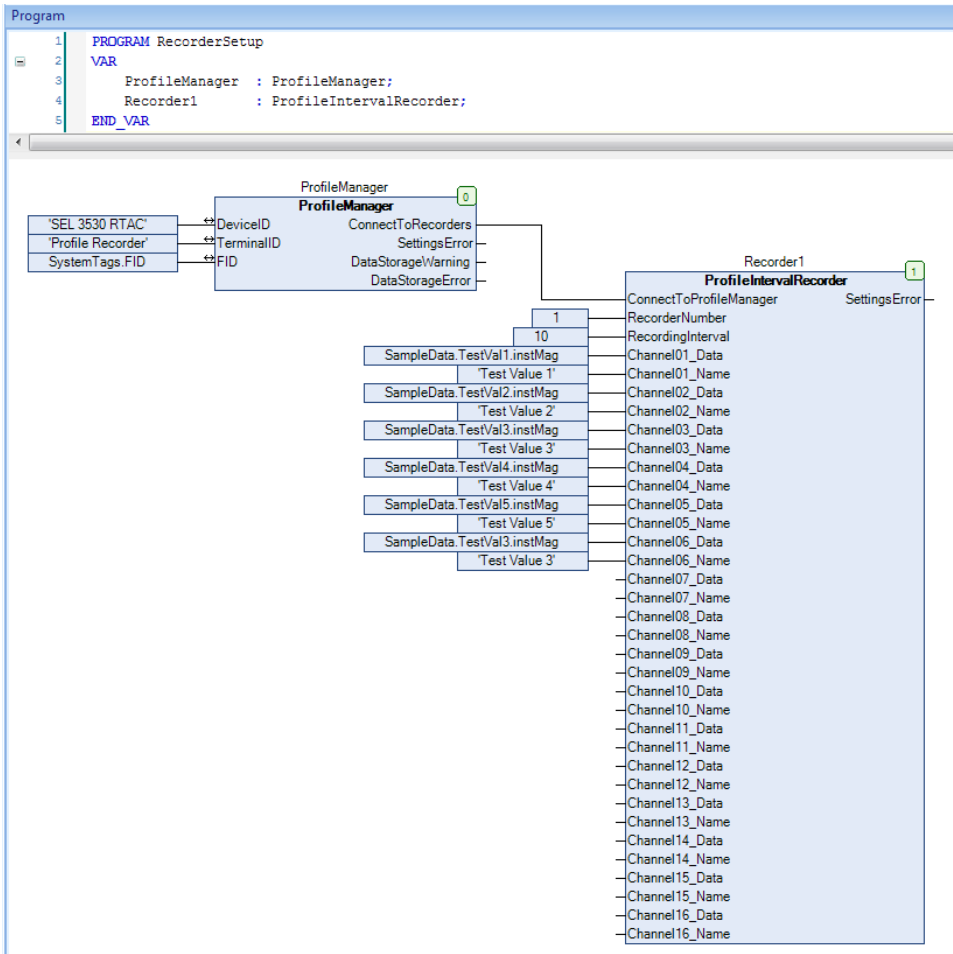 Program
1 PROGRAM RecorderSetup
2 VAR
3 ProfileManager : ProfileManager;
4 Recorder1 : ProfileIntervalRecorder;
5 END_VAR
ProfileManager
0
ProfileManager
'SEL 3530 RTAC' DeviceID ConnectToRecorders
'Profile Recorder' TerminalID SettingsError
SystemTags.FID FID DataStorageWarning
DataStorageError
Recorder1
1
ProfileIntervalRecorder
ConnectToProfileManager SettingsError
1 RecorderNumber
10 RecordingInterval
SampleData.TestVal1.instMag Channel01_Data
'Test Value 1' Channel01_Name
SampleData.TestVal2.instMag Channel02_Data
'Test Value 2' Channel02_Name
SampleData.TestVal3.instMag Channel03_Data
'Test Value 3' Channel03_Name
SampleData.TestVal4.instMag Channel04_Data
'Test Value 4' Channel04_Name
SampleData.TestVal5.instMag Channel05_Data
'Test Value 5' Channel05_Name
SampleData.TestVal3.instMag Channel06_Data
'Test Value 3' Channel06_Name
Channel07_Data
Channel07_Name
Channel08_Data
Channel08_Name
Channel09_Data
Channel09_Name
Channel10_Data
Channel10_Name
Channel11_Data
Channel11_Name
Channel12_Data
Channel12_Name
Channel13_Data
Channel13_Name
Channel14_Data
Channel14_Name
Channel15_Data
Channel15_Name
Channel16_Data
Channel16_Name